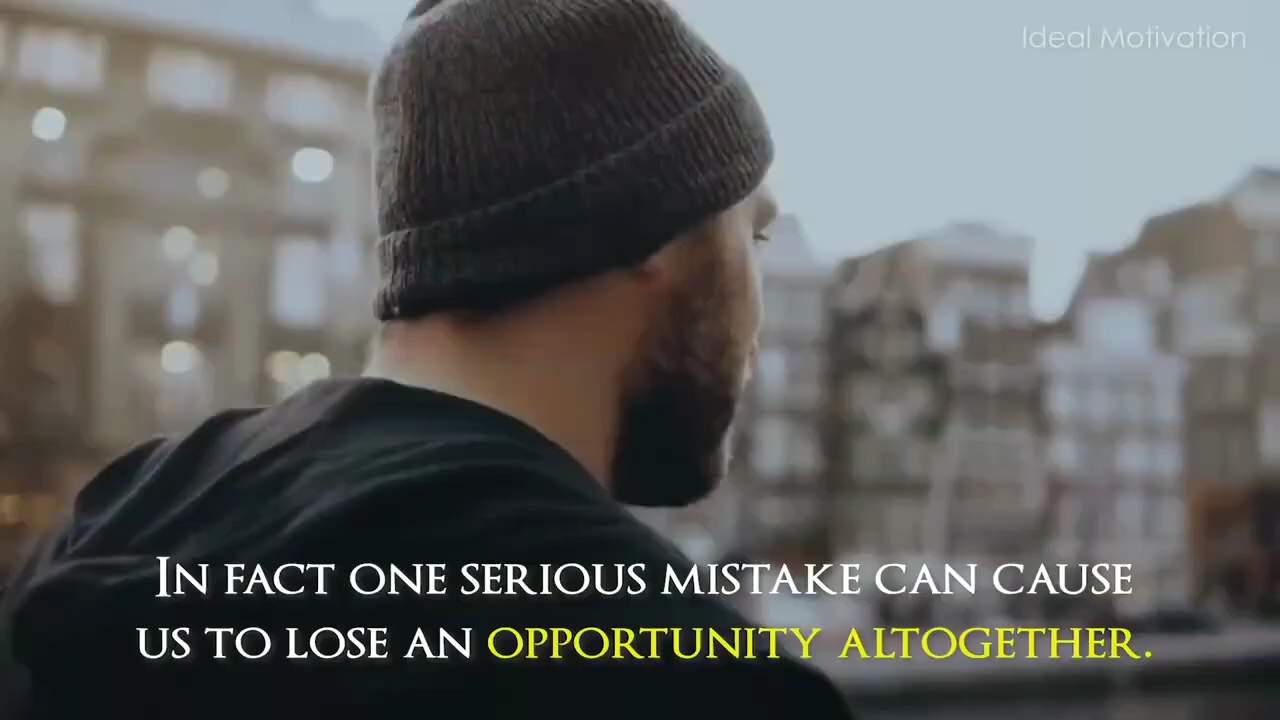 Ideal Motivation
In fact one serious mistake can cause
us to lose an opportunity altogether.